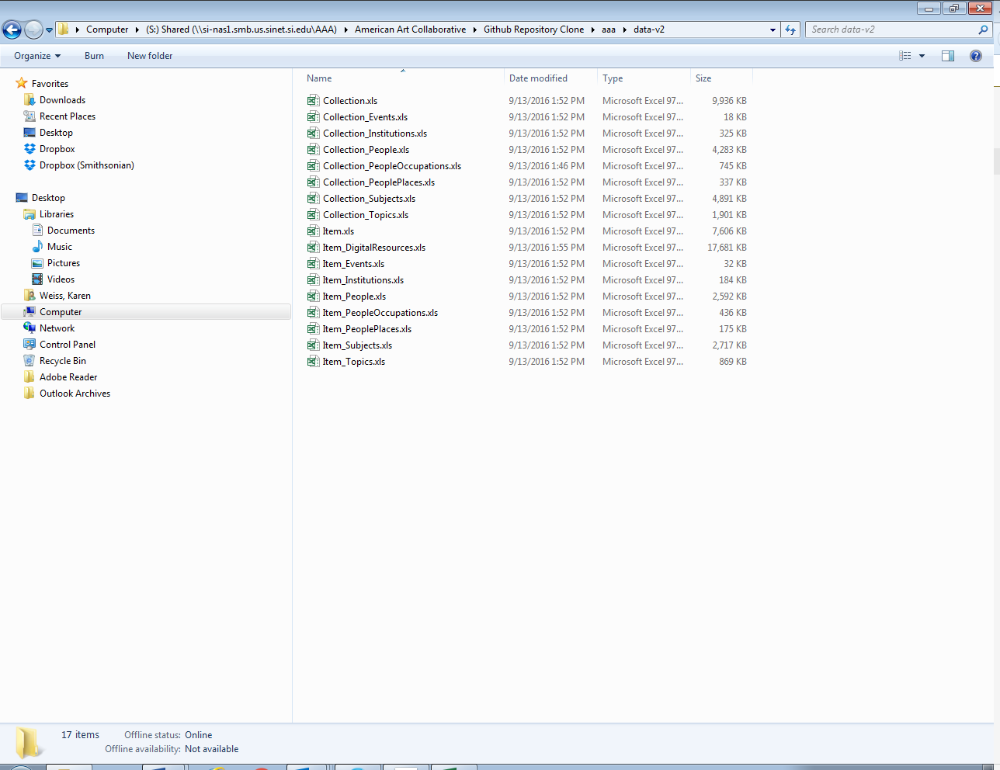 Computer (S:) Shared (\\si-nas1.smb.us.sinet.si.edu\AAA) American Art Collaborative Github Repository Clone aaa data-v2 Search data-v2
Organize Burn New folder
Favorites
Downloads
Recent Places
Desktop
Dropbox
Dropbox (Smithsonian)
Desktop
Libraries
Documents
Music
Pictures
Videos
Weiss, Karen
Computer
Network
Control Panel
Recycle Bin
Adobe Reader
Outlook Archives
Name Date modified Type Size
Collection.xls 9/13/2016 1:52 PM Microsoft Excel 97... 9,936 KB
Collection_Events.xls 9/13/2016 1:52 PM Microsoft Excel 97... 18 KB
Collection_Institutions.xls 9/13/2016 1:52 PM Microsoft Excel 97... 325 KB
Collection_People.xls 9/13/2016 1:52 PM Microsoft Excel 97... 4,283 KB
Collection_PeopleOccupations.xls 9/13/2016 1:46 PM Microsoft Excel 97... 745 KB
Collection_PeoplePlaces.xls 9/13/2016 1:52 PM Microsoft Excel 97... 337 KB
Collection_Subjects.xls 9/13/2016 1:52 PM Microsoft Excel 97... 4,891 KB
Collection_Topics.xls 9/13/2016 1:52 PM Microsoft Excel 97... 1,901 KB
Item.xls 9/13/2016 1:52 PM Microsoft Excel 97... 7,606 KB
Item_DigitalResources.xls 9/13/2016 1:55 PM Microsoft Excel 97... 17,681 KB
Item_Events.xls 9/13/2016 1:52 PM Microsoft Excel 97... 32 KB
Item_Institutions.xls 9/13/2016 1:52 PM Microsoft Excel 97... 184 KB
Item_People.xls 9/13/2016 1:52 PM Microsoft Excel 97... 2,592 KB
Item_PeopleOccupations.xls 9/13/2016 1:52 PM Microsoft Excel 97... 436 KB
Item_PeoplePlaces.xls 9/13/2016 1:52 PM Microsoft Excel 97... 175 KB
Item_Subjects.xls 9/13/2016 1:52 PM Microsoft Excel 97... 2,717 KB
Item_Topics.xls 9/13/2016 1:52 PM Microsoft Excel 97... 869 KB
17 items Offline status: Online
Offline availability: Not available